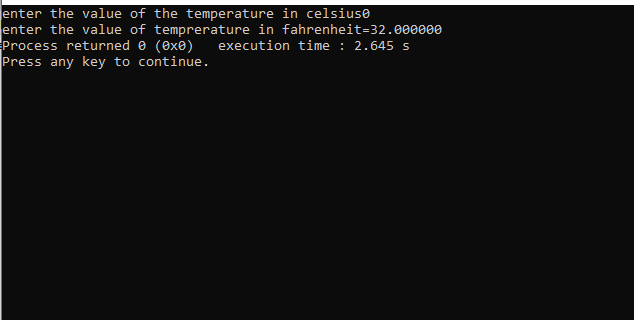 enter the value of the temperature in celsius0
enter the value of temprerature in fahrenheit=32.000000
Process returned 0 (0x0)   execution time : 2.645 s
Press any key to continue.